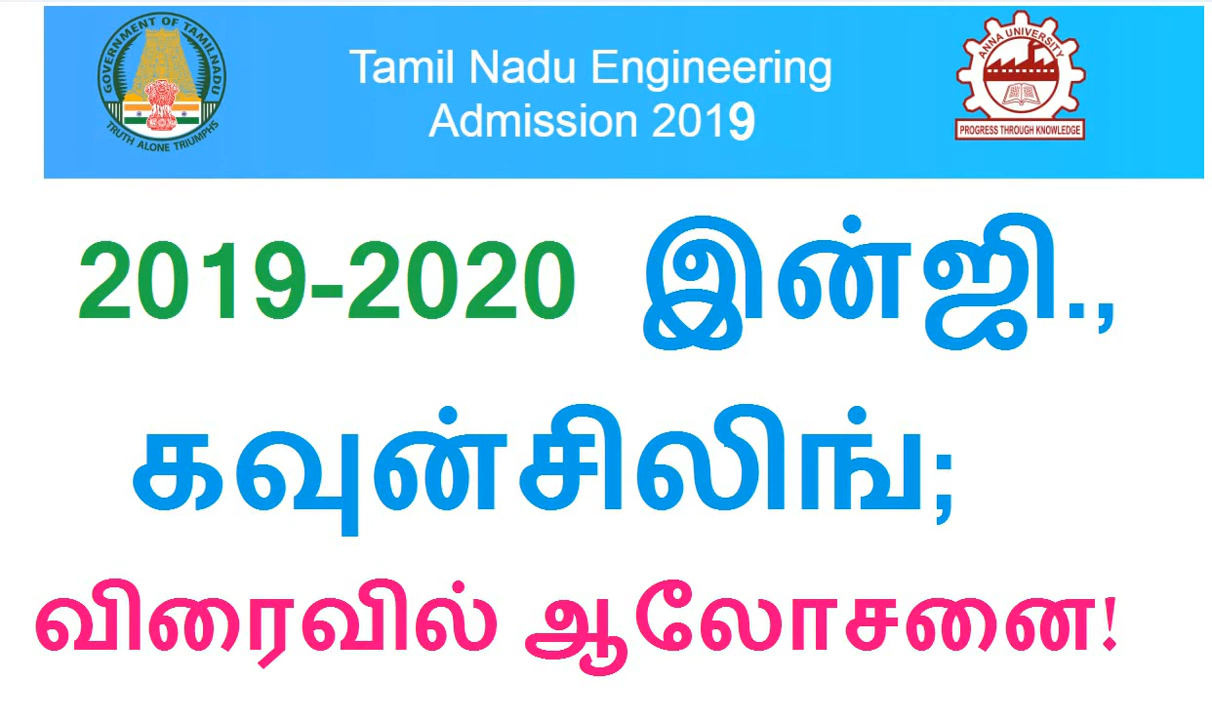 GOVERNMENT OF TAMILNADU
TRUTH ALONE TRIUMPHS
Tamil Nadu Engineering
Admission 2019
ANNA UNIVERSITY
PROGRESS THROUGH KNOWLEDGE
2019-2020 இன்ஜி.,
கவுன்சிலிங்;
விரைவில் ஆலோசனை!